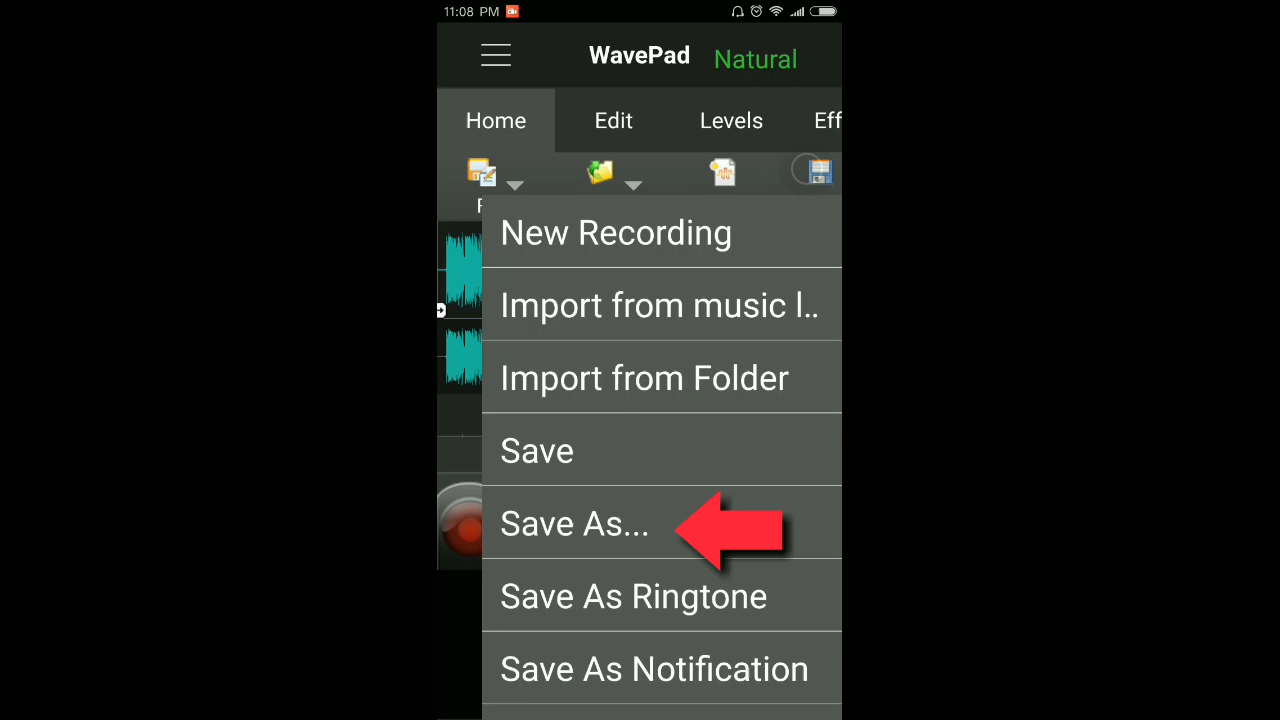 11:08 PM
WavePad Natural
Home Edit Levels Eff
F
New Recording
Import from music l..
Import from Folder
Save
Save As...
Save As Ringtone
Save As Notification